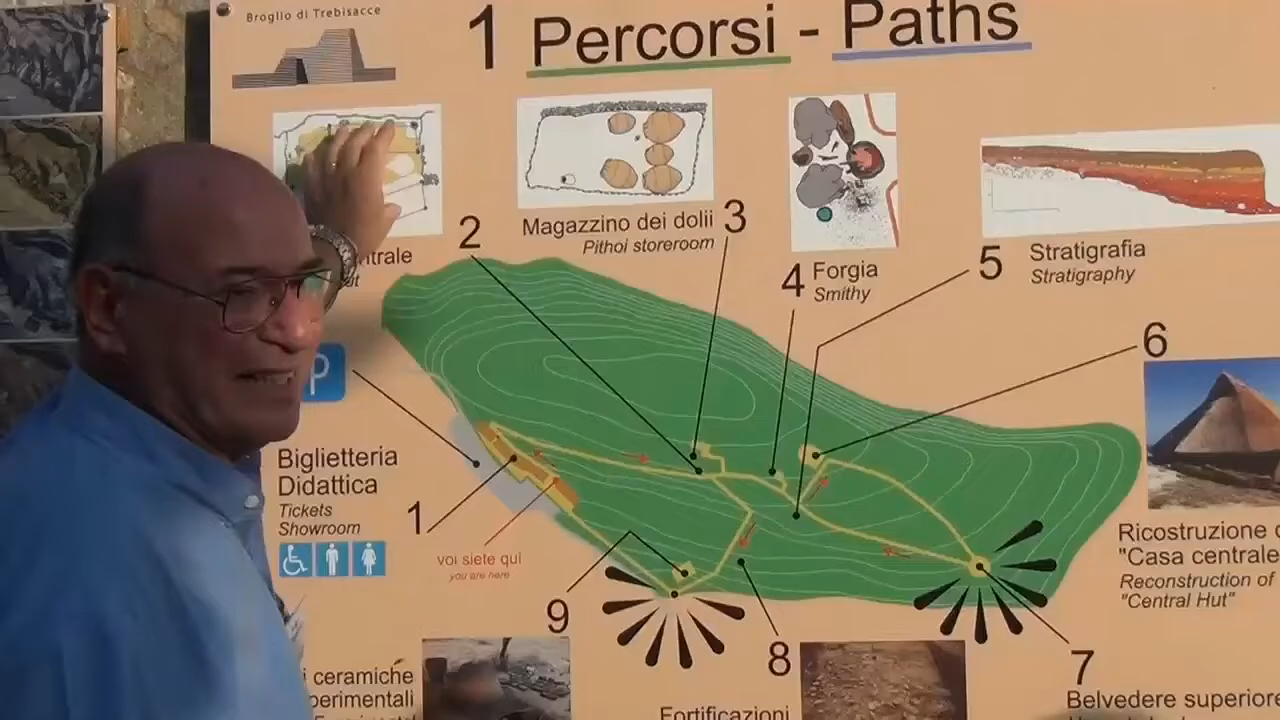 Broglio di Trebisacce
1 Percorsi - Paths
2
Magazzino dei dolii
Pithoi storeroom
3
4
Forgia
Smithy
5
Stratigrafia
Stratigraphy
6
P
Biglietteria
Didattica
Tickets
Showroom
1
voi siete qui
you are here
9
8
7
Ricostruzione
"Casa centrale
Reconstruction of
"Central Hut"
ceramiche
Fortificazioni
Belvedere superiore